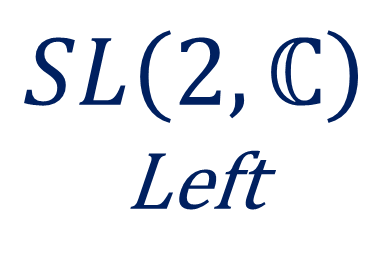 SL(2, ℂ)
Left